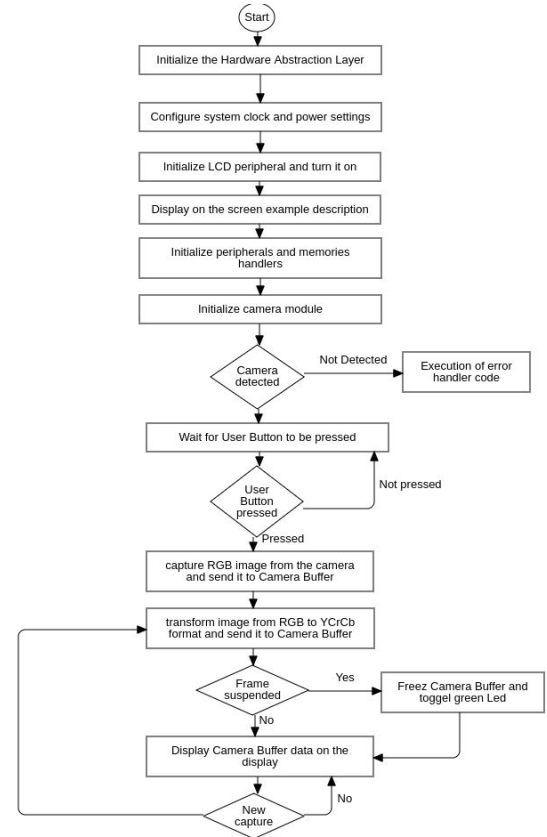 Start
Initialize the Hardware Abstraction Layer
Configure system clock and power settings
Initialize LCD peripheral and turn it on
Display on the screen example description
Initialize peripherals and memories
handlers
Initialize camera module
Camera
detected
Not Detected
Execution of error
handler code
Wait for User Button to be pressed
User
Button
pressed
Not pressed
Pressed
capture RGB image from the camera
and send it to Camera Buffer
transform image from RGB to YCrCb
format and send it to Camera Buffer
Frame
suspended
Yes
Freez Camera Buffer and
toggel green Led
No
Display Camera Buffer data on the
display
New
capture
No